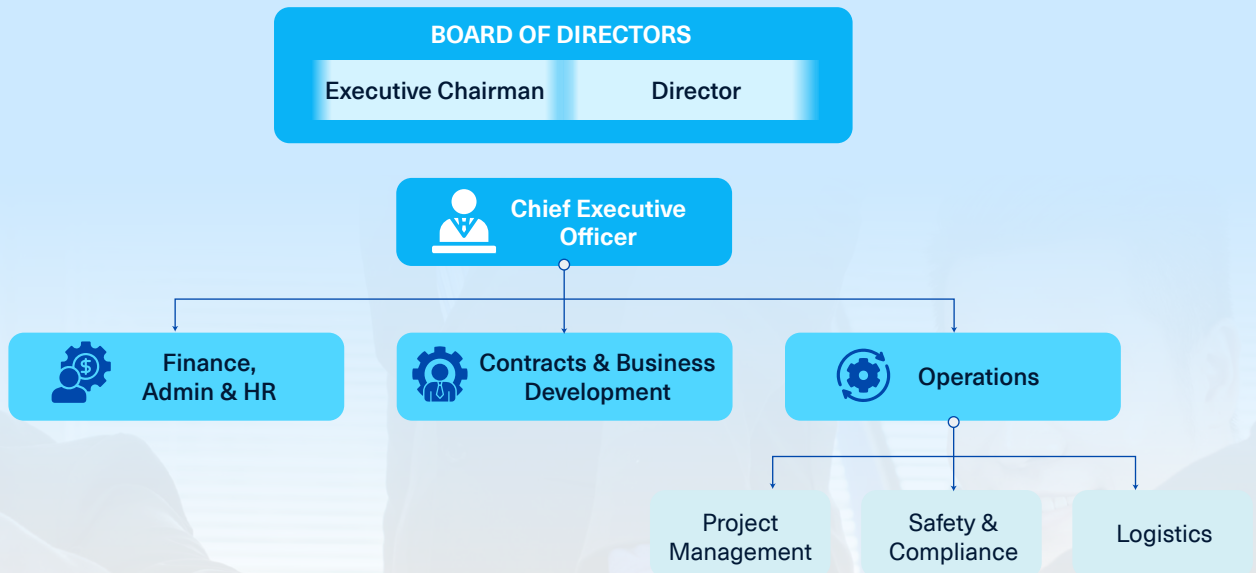 BOARD OF DIRECTORS
Executive Chairman
Director
Chief Executive
Officer
$
Finance,
Admin & HR
Contracts & Business
Development
Operations
Project
Management
Safety &
Compliance
Logistics